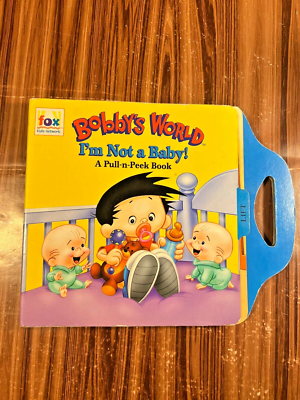 fox
kids network
BOBBY'S WORLD
I'm Not a Baby!
A Pull-n-Peek Book
LIFT